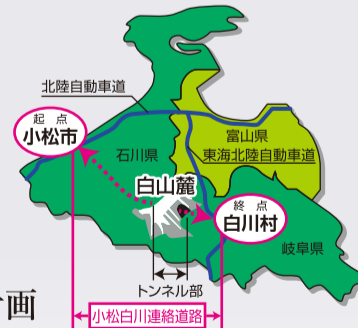 北陸自動車道
起 点
小松市
富山県
石川県
東海北陸自動車道
白山麓
終 点
白川村
岐阜県
トンネル部
画
小松白川連絡道路